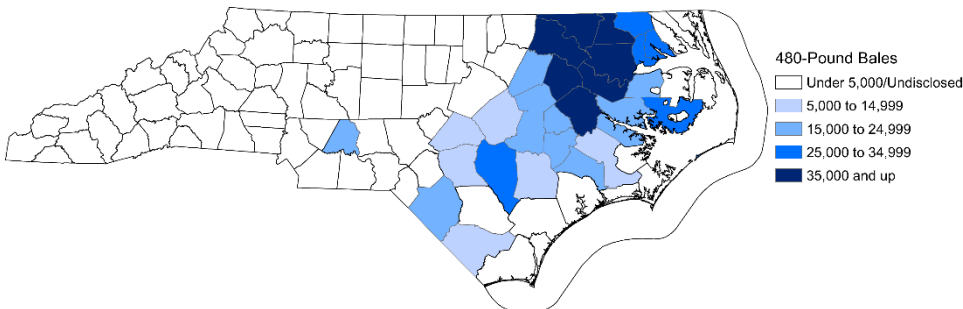 480-Pound Bales
Under 5,000/Undisclosed
5,000 to 14,999
15,000 to 24,999
25,000 to 34,999
35,000 and up